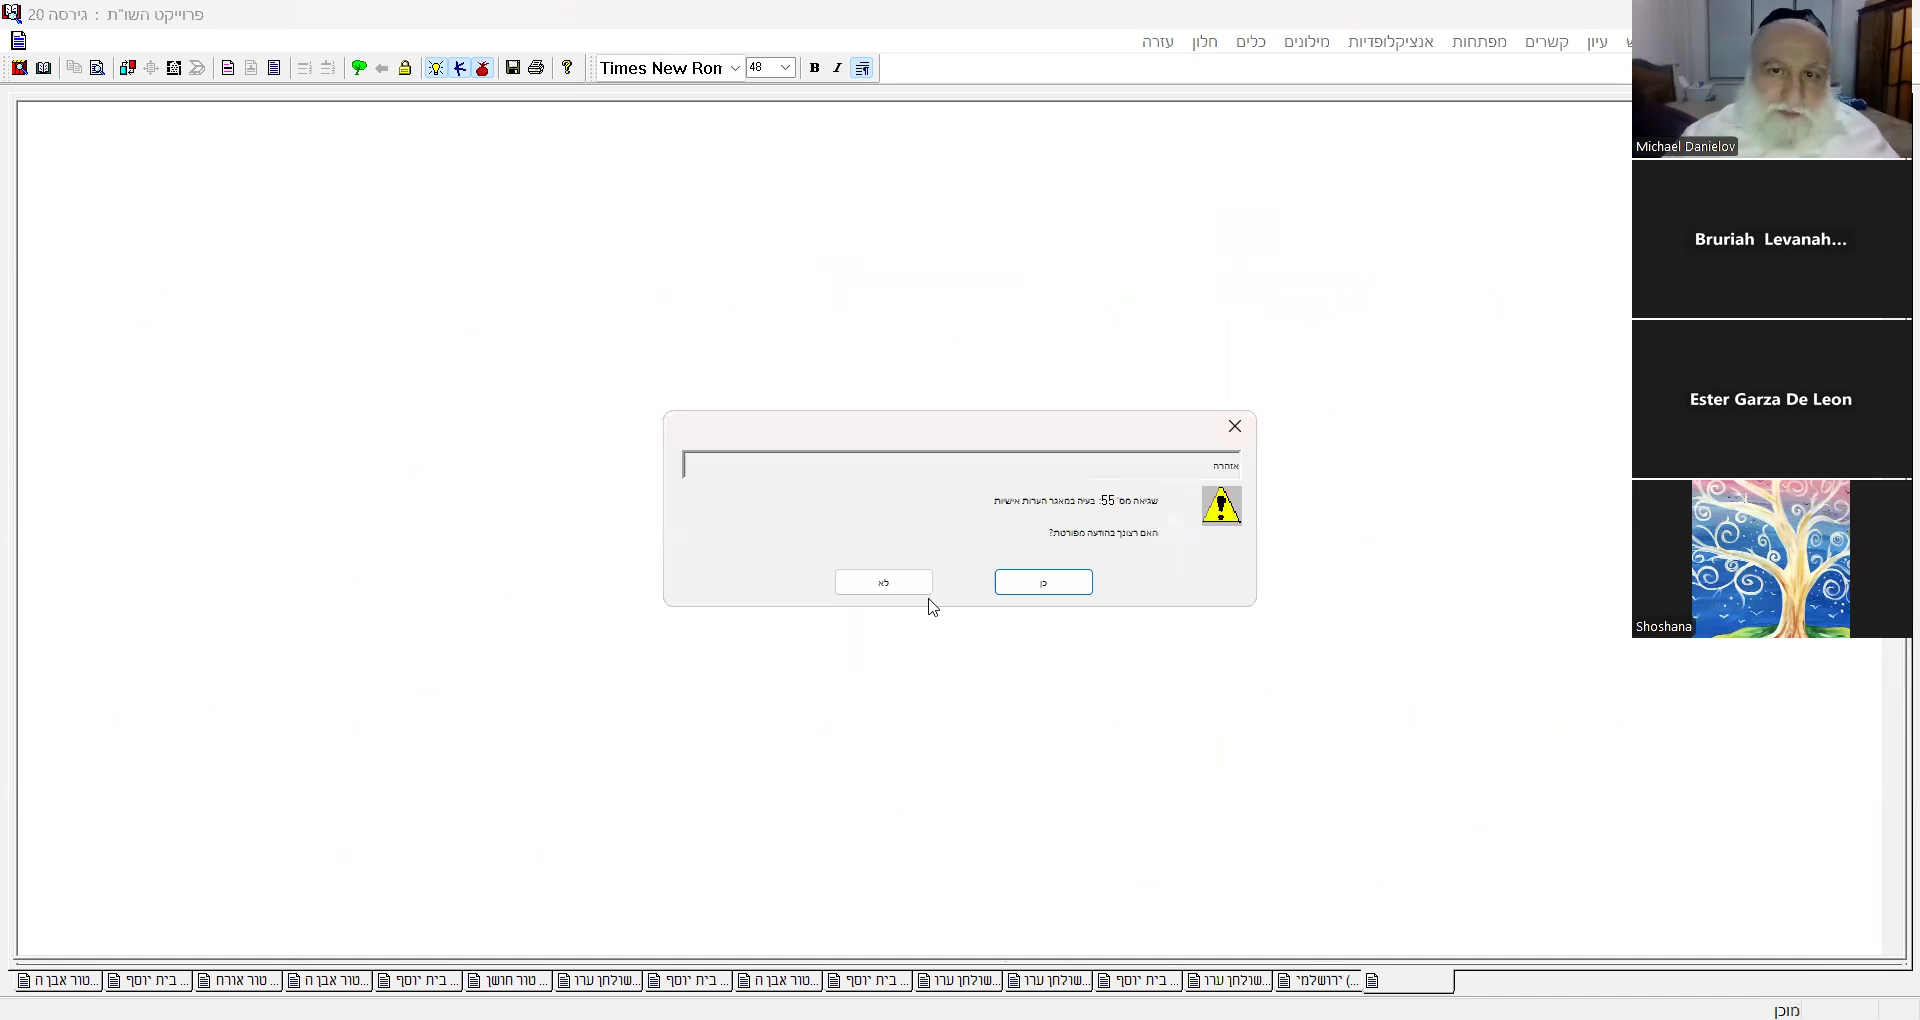 פרוייקט השו"ת : גירסה 20
עיון קשרים מפתחות אנציקלופדיות מילונים כלים חלון עזרה
Times New Ron 48 B I
Michael Danielov
Bruriah Levanah...
Ester Garza De Leon
Shoshana
אזהרה
שגיאה מס' 55: בעיה במאגר הערות אישיות
האם רצונך בהודעה מפורטת?
כן לא
טור אבן ה...
בית יוסף ...
טור אורח ...
טור אבן ה...
בית יוסף ...
טור חושן ...
שולחן ערו...
בית יוסף ...
טור אבן ה...
בית יוסף ...
שולחן ערו...
שולחן ערו...
בית יוסף ...
שולחן ערו...
ירושלמי (...
מוכן